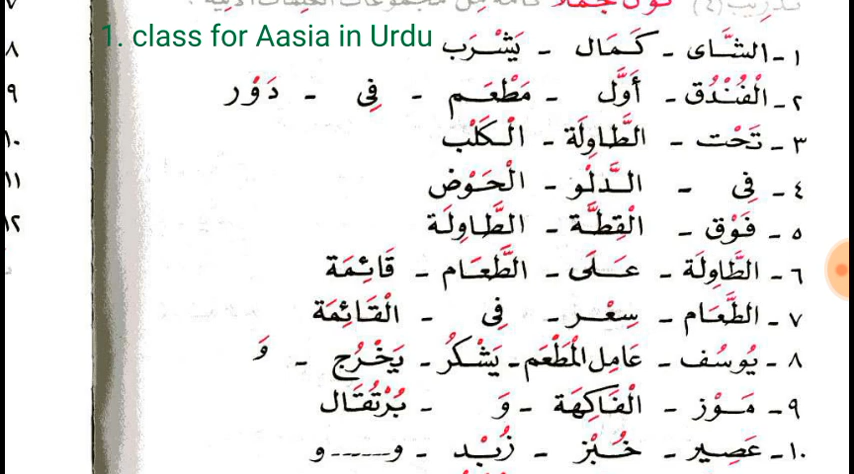 1. class for Aasia in Urdu
١- الشَّاى - كَمَال - يَشْرَب
٢- الْفُنْدُق - أَوَّل - مَطْعَم - فِى - دَوْر
٣- تَحْت - الطَّاوِلَة - الْكَلْب
٤- فِى - الدَّلْو - الْحَوْض
٥- فَوْق - الْقِطَّة - الطَّاوِلَة
٦- الطَّاوِلَة - عَلَى - الطَّعَام - قَائِمَة
٧- الطَّعَام - سِعْر - فِى - الْقَائِمَة
٨- يُوسُف - عَامِل الْمَطْعَم - يَشْكُر - يَخْرُج - وَ
٩- مَوْز - الْفَاكِهَة - وَ - بُرْتُقَال
١٠- عَصِير - خُبْز - زُبْد - و-----و
٨
٩
١٠
١١
١٢